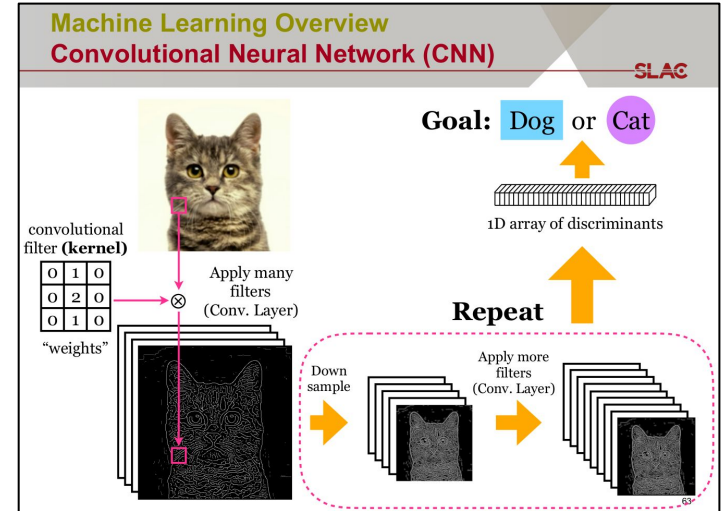 Machine Learning Overview
Convolutional Neural Network (CNN)
SLAC
Goal: Dog or Cat
1D array of discriminants
convolutional
filter (kernel)
0 1 0
0 2 0
0 1 0
"weights"
⊗
Apply many
filters
(Conv. Layer)
Repeat
Down
sample
Apply more
filters
(Conv. Layer)
63